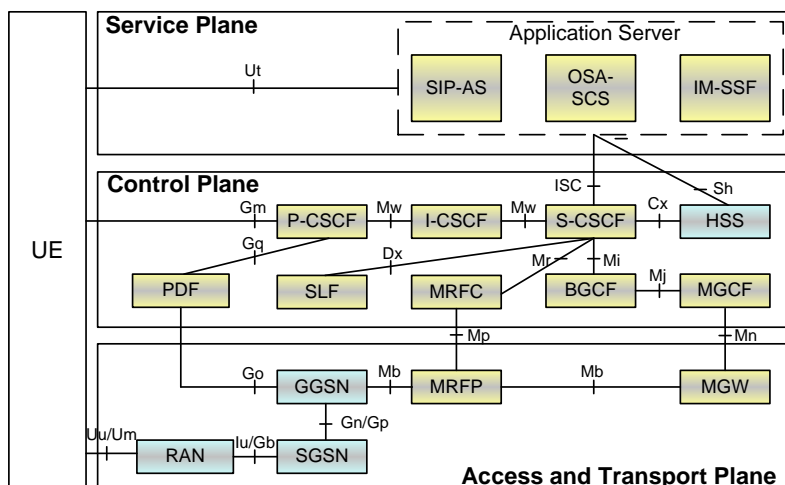 Service Plane
Application Server
Ut
SIP-AS
OSA-
SCS
IM-SSF
Control Plane
ISC
Sh
Gm
P-CSCF
Mw
I-CSCF
Mw
S-CSCF
Cx
HSS
UE
Gq
Dx
Mr
Mi
PDF
SLF
MRFC
BGCF
Mj
MGCF
Mp
Mn
Go
GGSN
Mb
MRFP
Mb
MGW
Gn/Gp
Uu/Um
RAN
Iu/Gb
SGSN
Access and Transport Plane